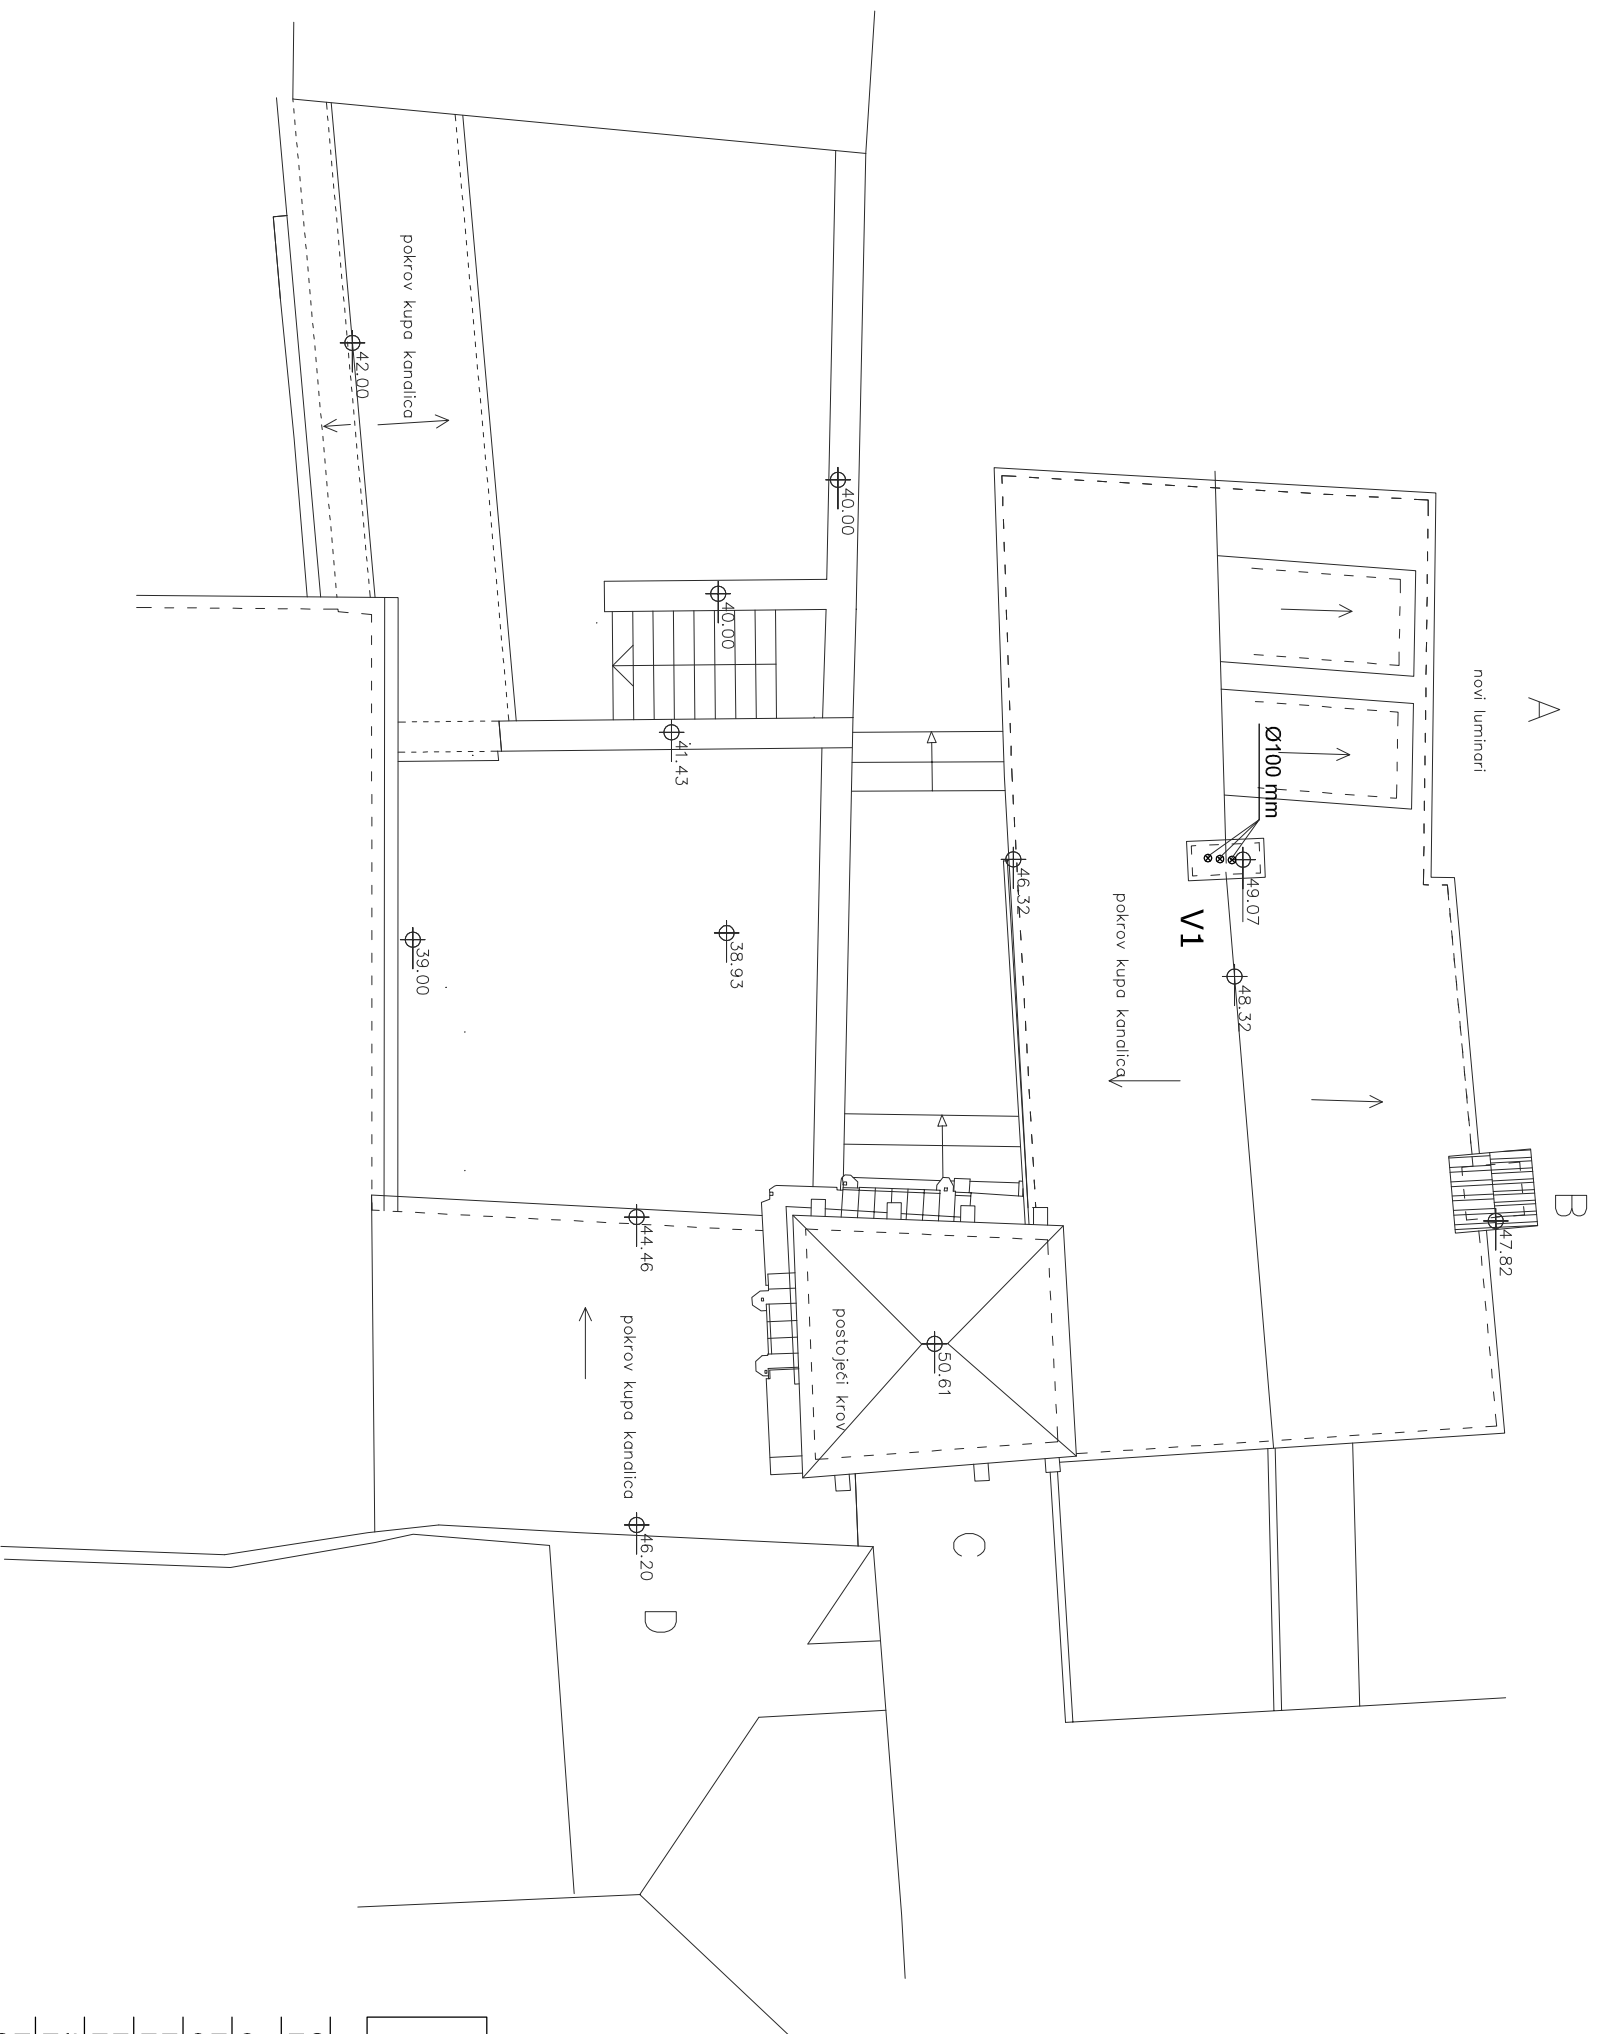 A
novi luminari
B
Ø100 mm
49.07
V1
48.32
47.82
pokrov kupa kanalica
46.32
50.61
postojeći krov
C
40.00
40.00
41.43
38.93
44.46
pokrov kupa kanalica
46.20
D
pokrov kupa kanalica
42.00
39.00